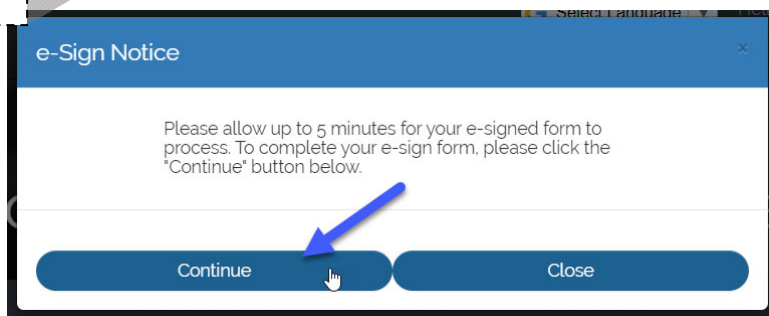 Select Language ▼
e-Sign Notice ×
Please allow up to 5 minutes for your e-signed form to
process. To complete your e-sign form, please click the
"Continue" button below.
Continue Close